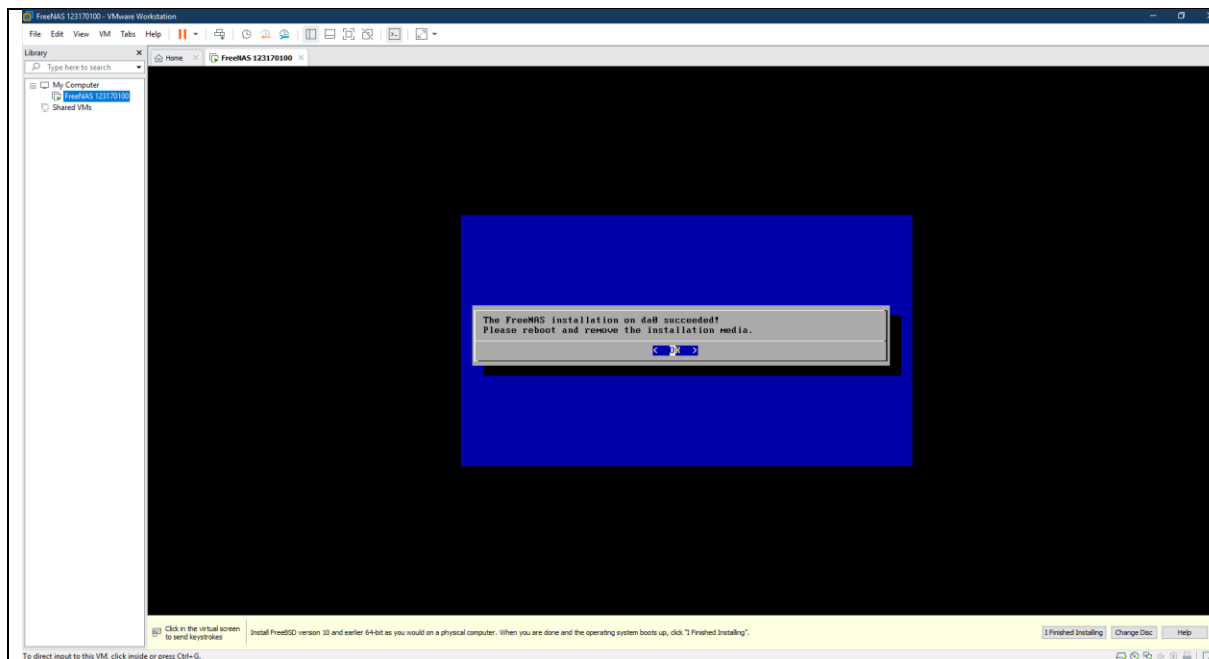 FreeNAS 123170100 - VMware Workstation
File Edit View VM Tabs Help
Library
Type here to search
My Computer
FreeNAS 123170100
Shared VMs
Home
FreeNAS 123170100
The FreeNAS installation on da0 succeeded!
Please reboot and remove the installation media.
< OK >
Click in the virtual screen
to send keystrokes
Install FreeBSD version 10 and earlier 64-bit as you would on a physical computer. When you are done and the operating system boots up, click "I Finished Installing".
I Finished Installing Change Disc Help
To direct input to this VM, click inside or press Ctrl+G.